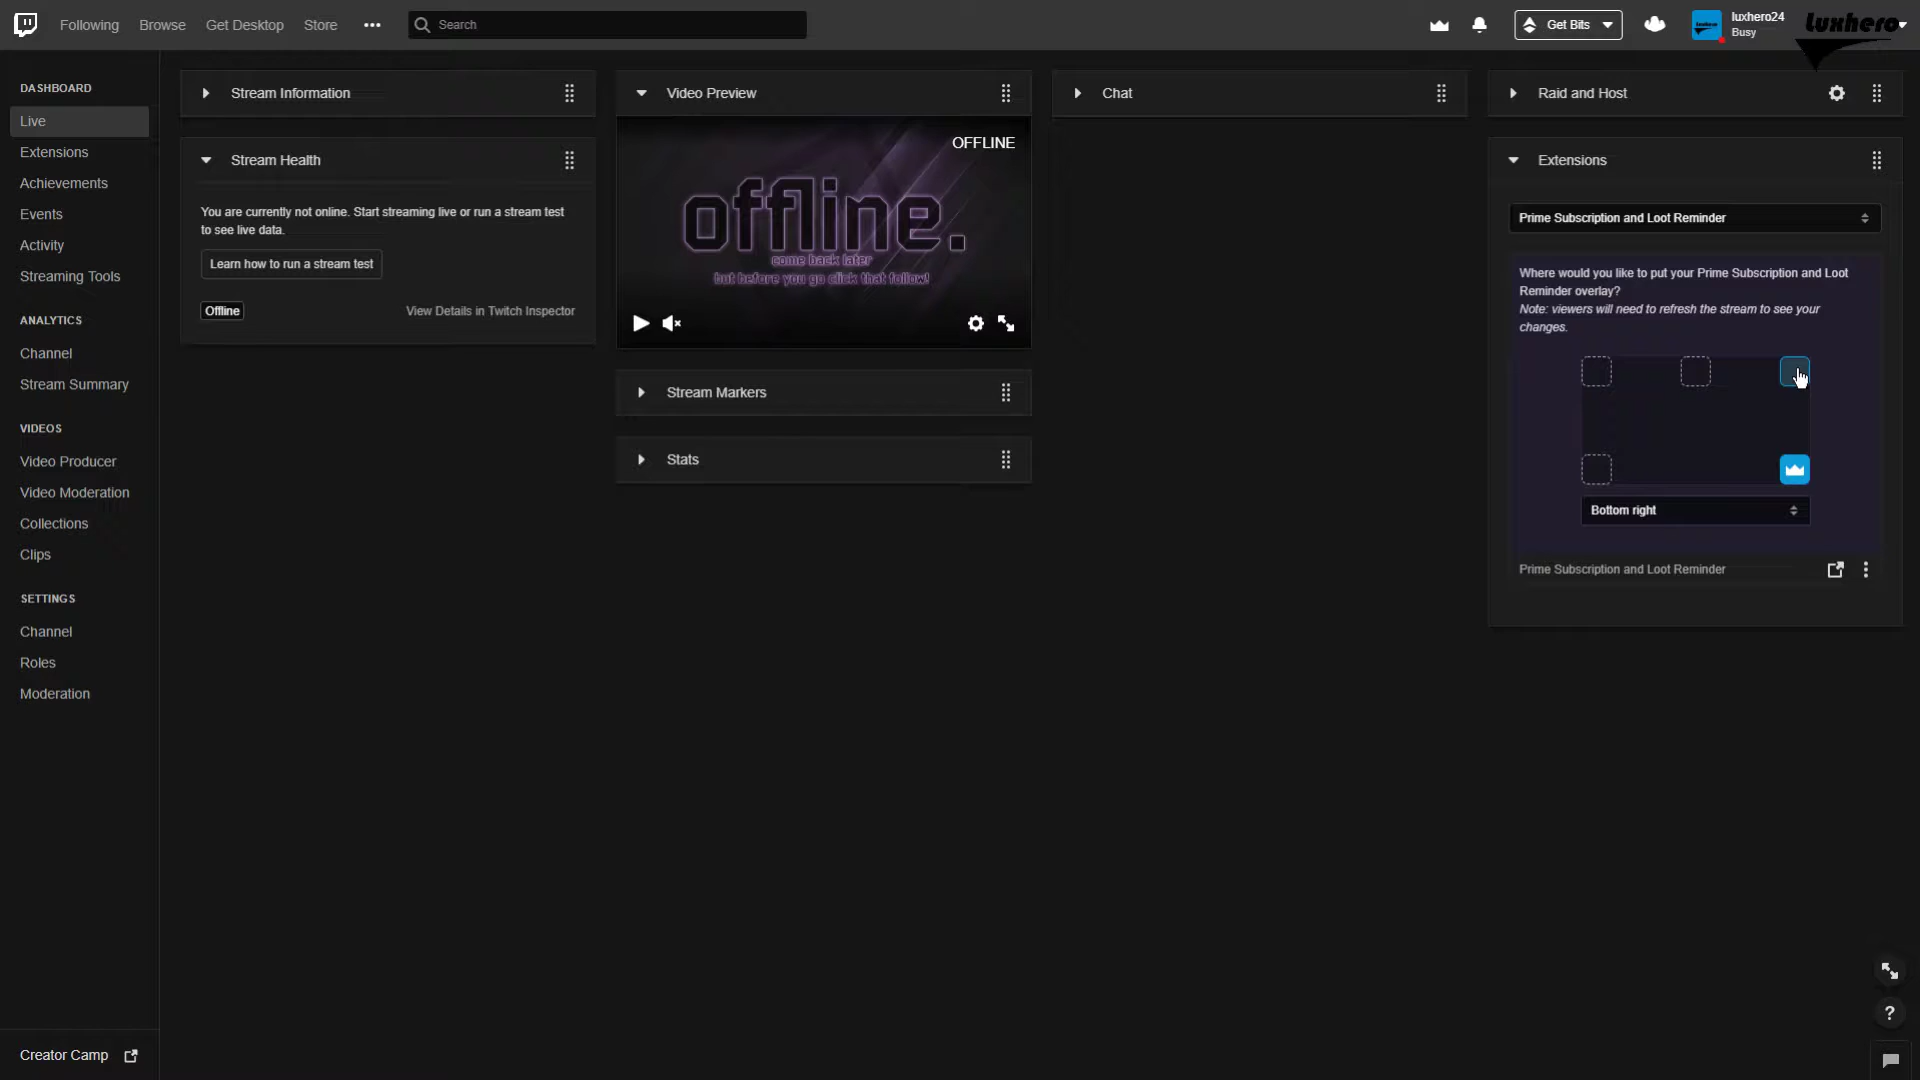 Following
Browse
Get Desktop
Store
Search
Get Bits
luxhero24
Busy
luxhero
DASHBOARD
Live
Extensions
Achievements
Events
Activity
Streaming Tools
ANALYTICS
Channel
Stream Summary
VIDEOS
Video Producer
Video Moderation
Collections
Clips
SETTINGS
Channel
Roles
Moderation
Creator Camp
Stream Information
Stream Health
You are currently not online. Start streaming live or run a stream test
to see live data.
Learn how to run a stream test
Offline
View Details in Twitch Inspector
Video Preview
OFFLINE
offline.
come back later
but before you go click that follow!
Stream Markers
Stats
Chat
Raid and Host
Extensions
Prime Subscription and Loot Reminder
Where would you like to put your Prime Subscription and Loot
Reminder overlay?
Note: viewers will need to refresh the stream to see your
changes.
Bottom right
Prime Subscription and Loot Reminder
?